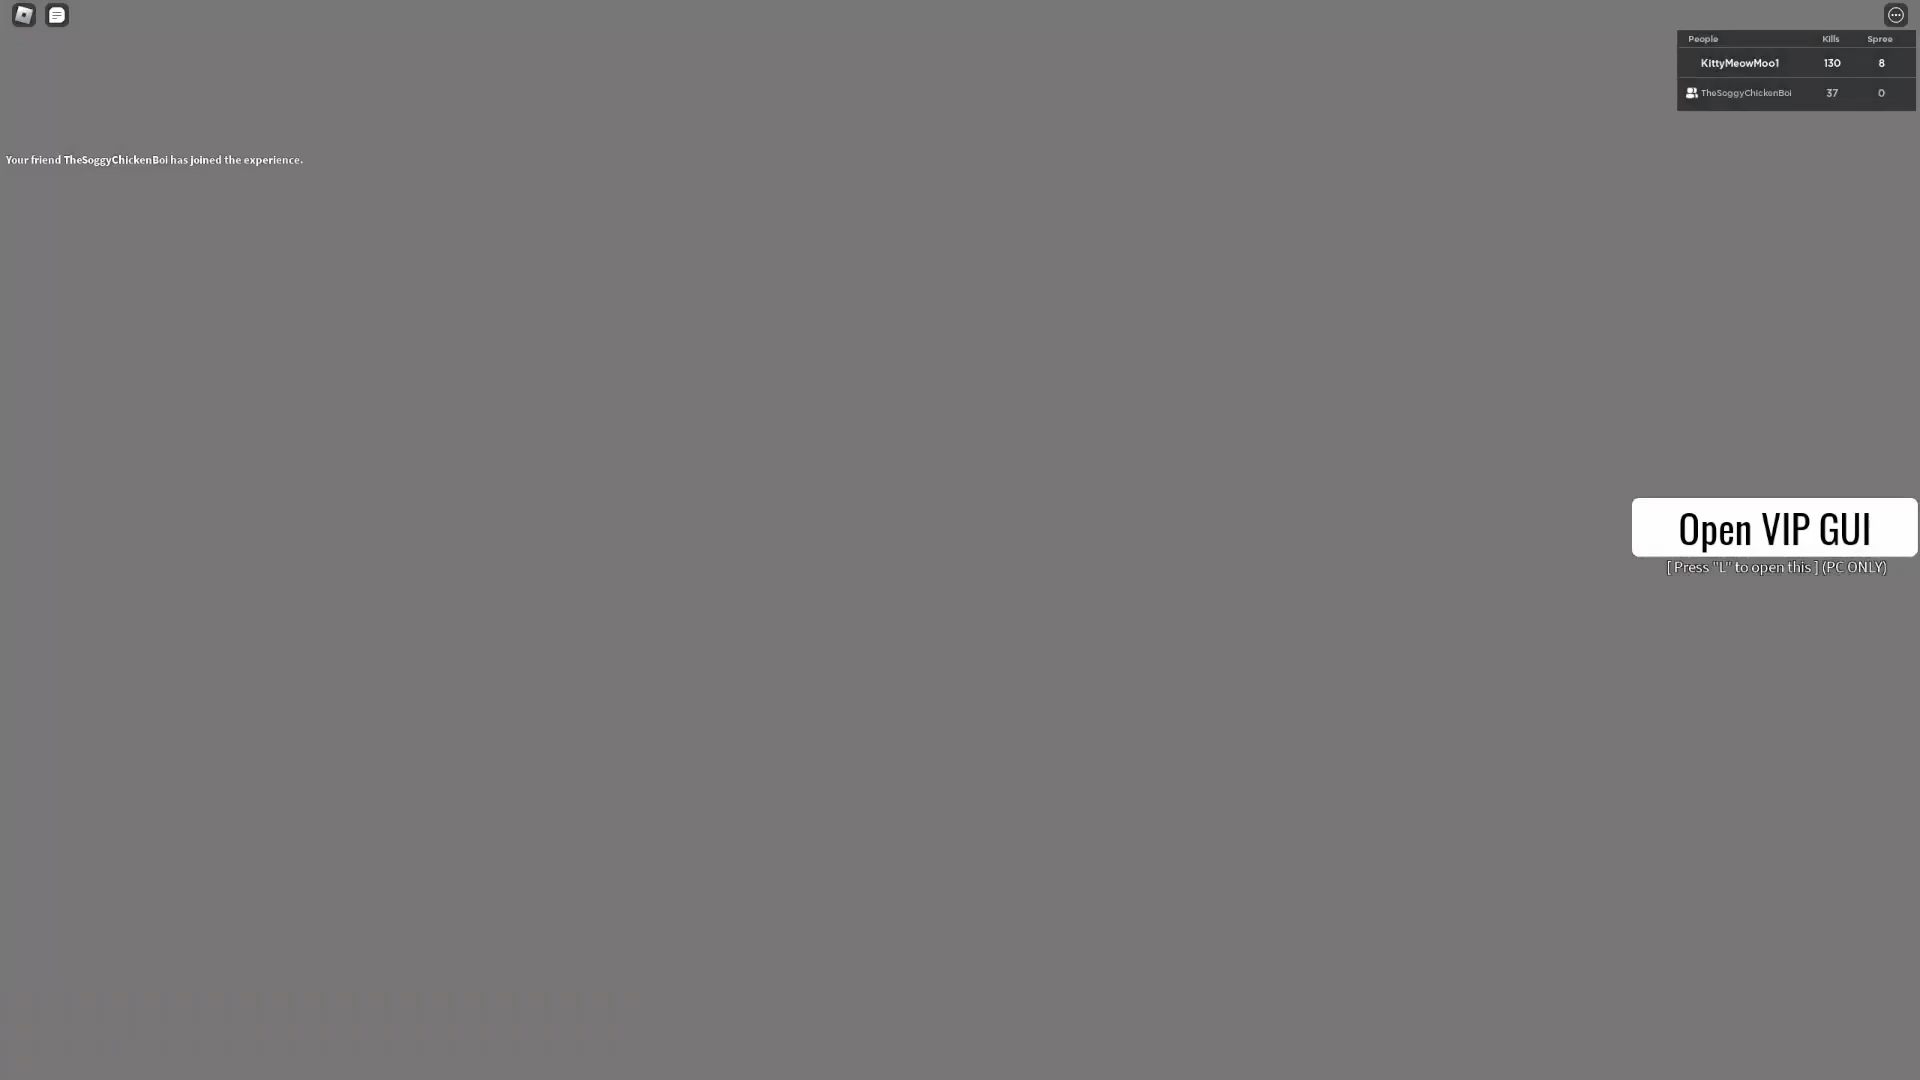 People Kills Spree
KittyMeowMoo1 130 8
TheSoggyChickenBoi 37 0
Your friend TheSoggyChickenBoi has joined the experience.
Open VIP GUI
[ Press "L" to open this ] (PC ONLY)